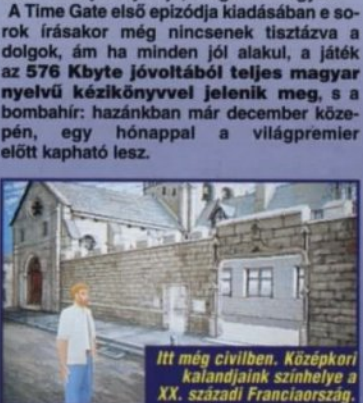 A Time Gate első epizódja kiadásában e so-
rok írásakor még nincsenek tisztázva a
dolgok, ám ha minden jól alakul, a játék
az 576 Kbyte jóvoltából teljes magyar
nyelvű kézikönyvvel jelenik meg, s a
bombahír: hazánkban már december köze-
pén, egy hónappal a világpremier
előtt kapható lesz.
Itt még civilben. Középkori
kalandjaink színhelye a
XX. századi Franciaország.